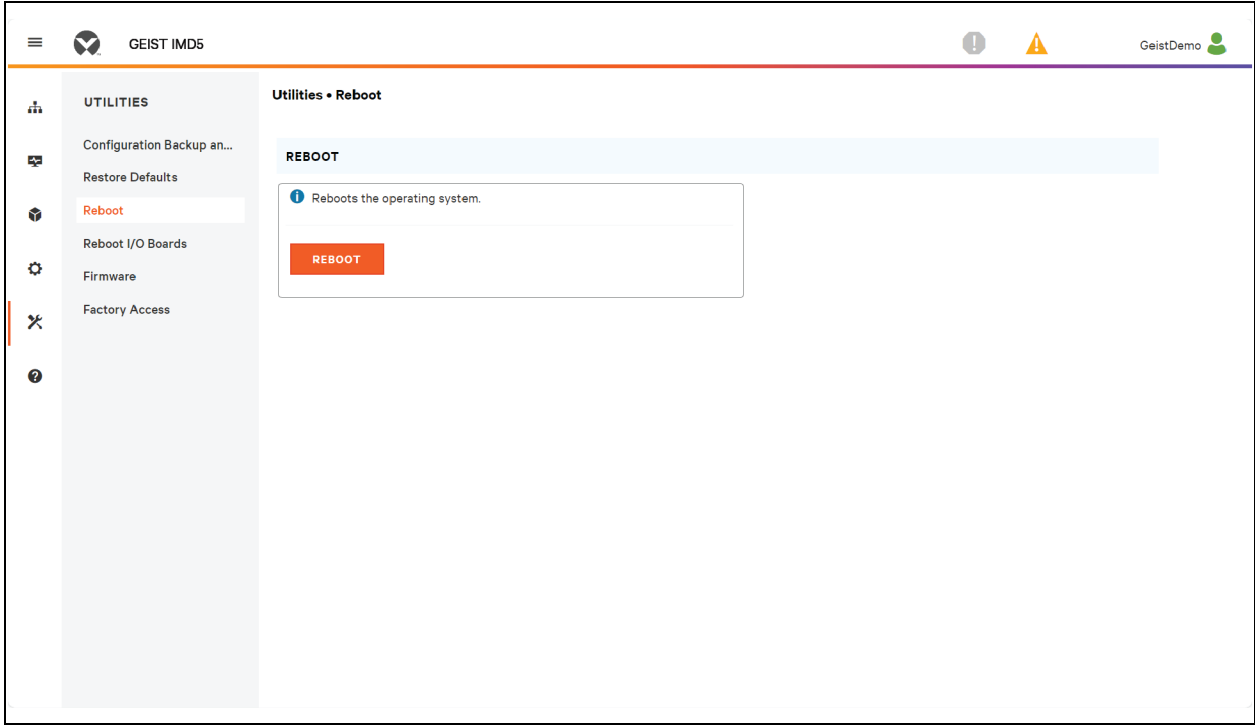 GEIST IMD5
GeistDemo
UTILITIES
Configuration Backup an...
Restore Defaults
Reboot
Reboot I/O Boards
Firmware
Factory Access
Utilities • Reboot
REBOOT
Reboots the operating system.
REBOOT